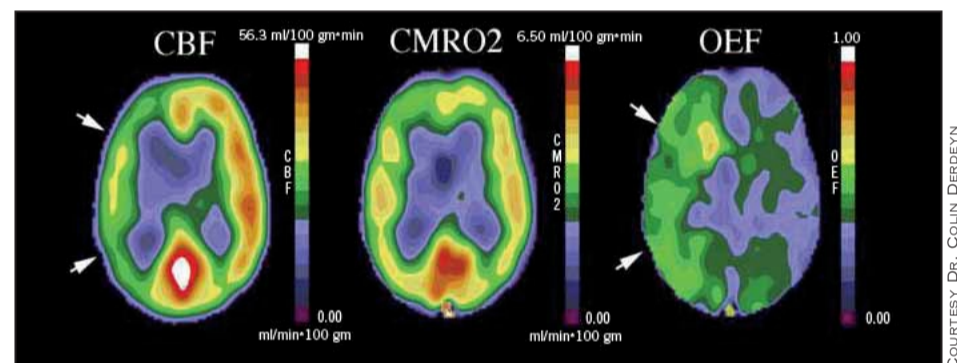 CBF
56.3 ml/100 gm•min
CBF
0.00
ml/min•100 gm
CMRO2
6.50 ml/100 gm•min
CMRO2
0.00
ml/min•100 gm
OEF
1.00
OEF
0.00
COURTESY DR. COLIN DERDEYN